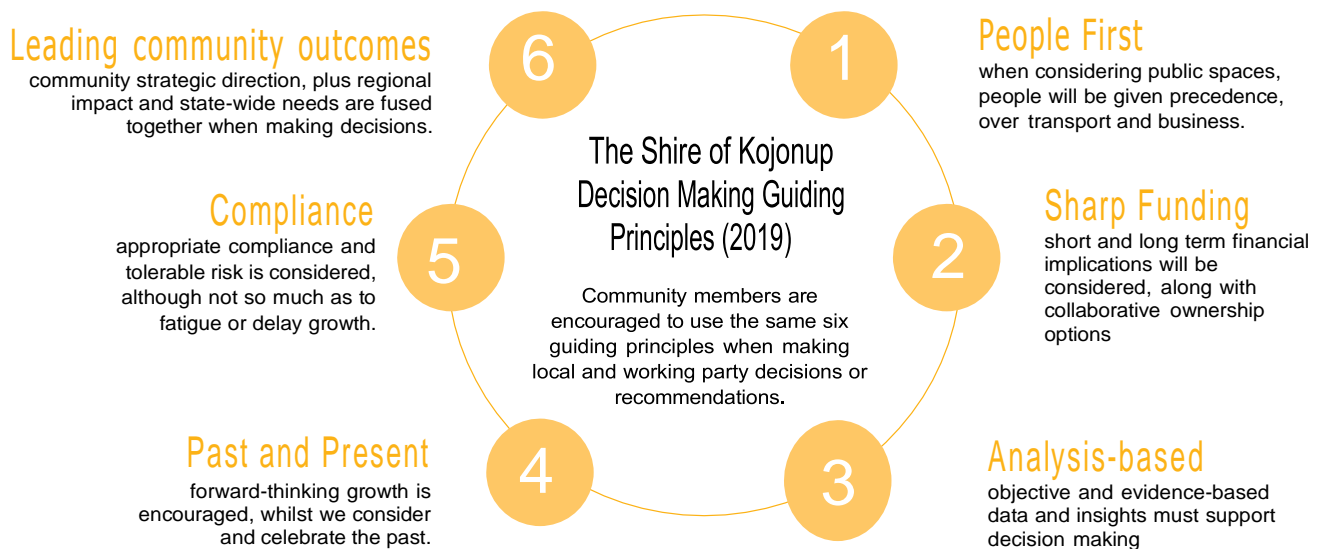 The Shire of Kojonup
Decision Making Guiding
Principles (2019)
Community members are
encouraged to use the same six
guiding principles when making
local and working party decisions or
recommendations.
1
People First
when considering public spaces,
people will be given precedence,
over transport and business.
2
Sharp Funding
short and long term financial
implications will be
considered, along with
collaborative ownership
options
3
Analysis-based
objective and evidence-based
data and insights must support
decision making
4
Past and Present
forward-thinking growth is
encouraged, whilst we consider
and celebrate the past.
5
Compliance
appropriate compliance and
tolerable risk is considered,
although not so much as to
fatigue or delay growth.
6
Leading community outcomes
community strategic direction, plus regional
impact and state-wide needs are fused
together when making decisions.